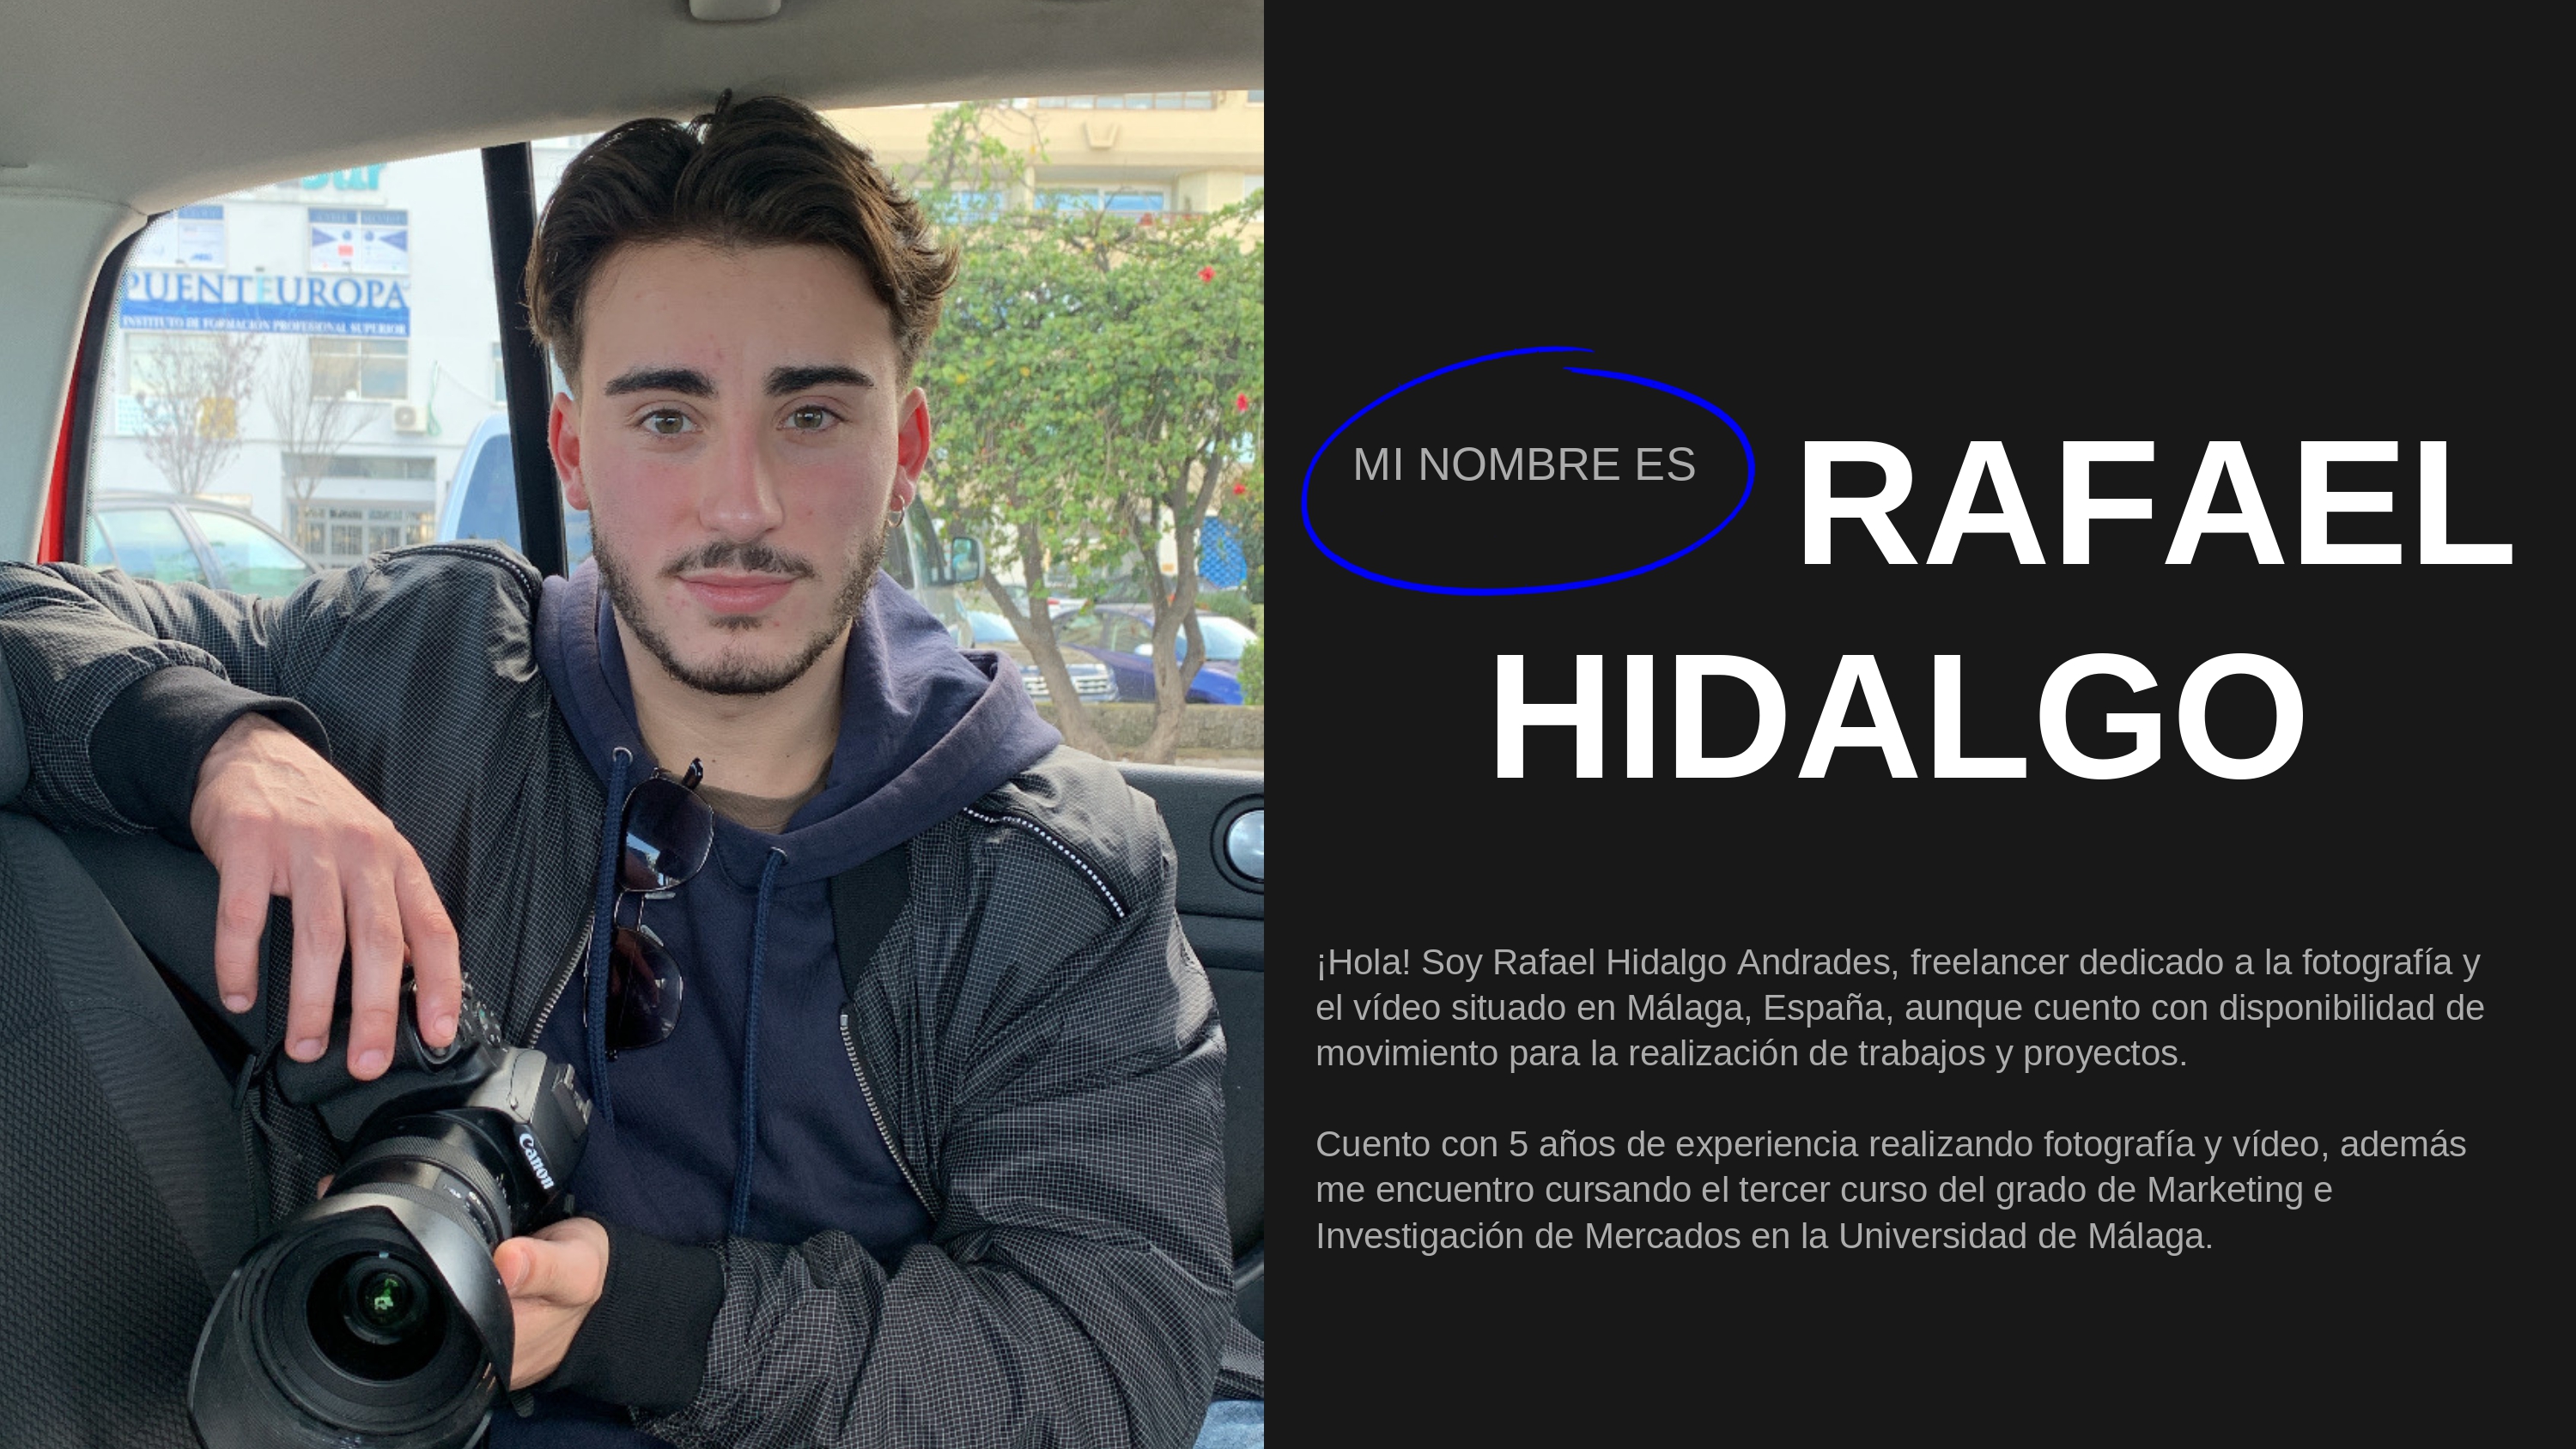 PUENTEUROPA
INSTITUTO DE FORMACIÓN PROFESIONAL SUPERIOR
Canon
MI NOMBRE ES
RAFAEL
HIDALGO
¡Hola! Soy Rafael Hidalgo Andrades, freelancer dedicado a la fotografía y
el vídeo situado en Málaga, España, aunque cuento con disponibilidad de
movimiento para la realización de trabajos y proyectos.
Cuento con 5 años de experiencia realizando fotografía y vídeo, además
me encuentro cursando el tercer curso del grado de Marketing e
Investigación de Mercados en la Universidad de Málaga.